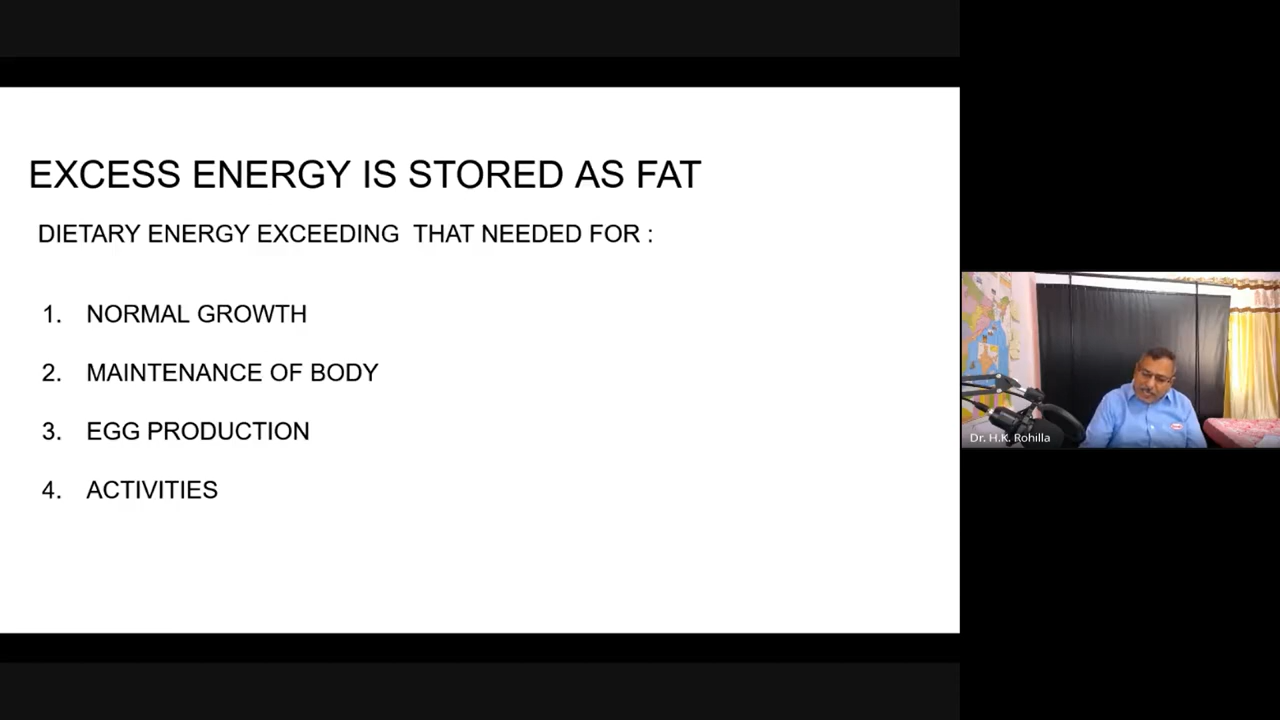 EXCESS ENERGY IS STORED AS FAT
DIETARY ENERGY EXCEEDING THAT NEEDED FOR :
1. NORMAL GROWTH
2. MAINTENANCE OF BODY
3. EGG PRODUCTION
4. ACTIVITIES
Dr. H.K. Rohilla